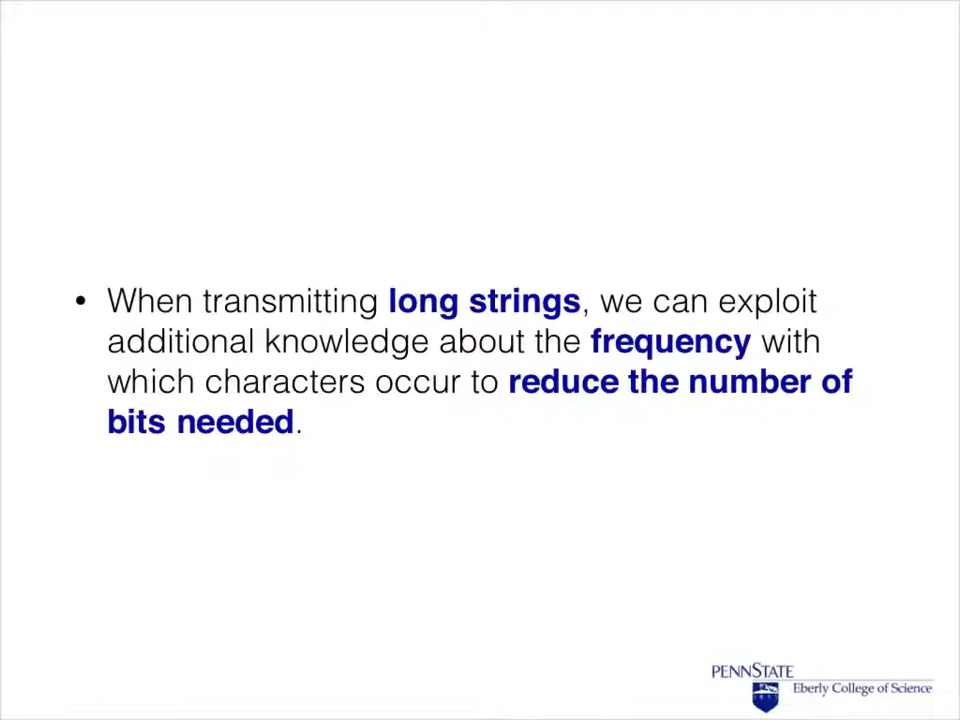 • When transmitting long strings, we can exploit
additional knowledge about the frequency with
which characters occur to reduce the number of
bits needed.
PENNSTATE
Eberly College of Science